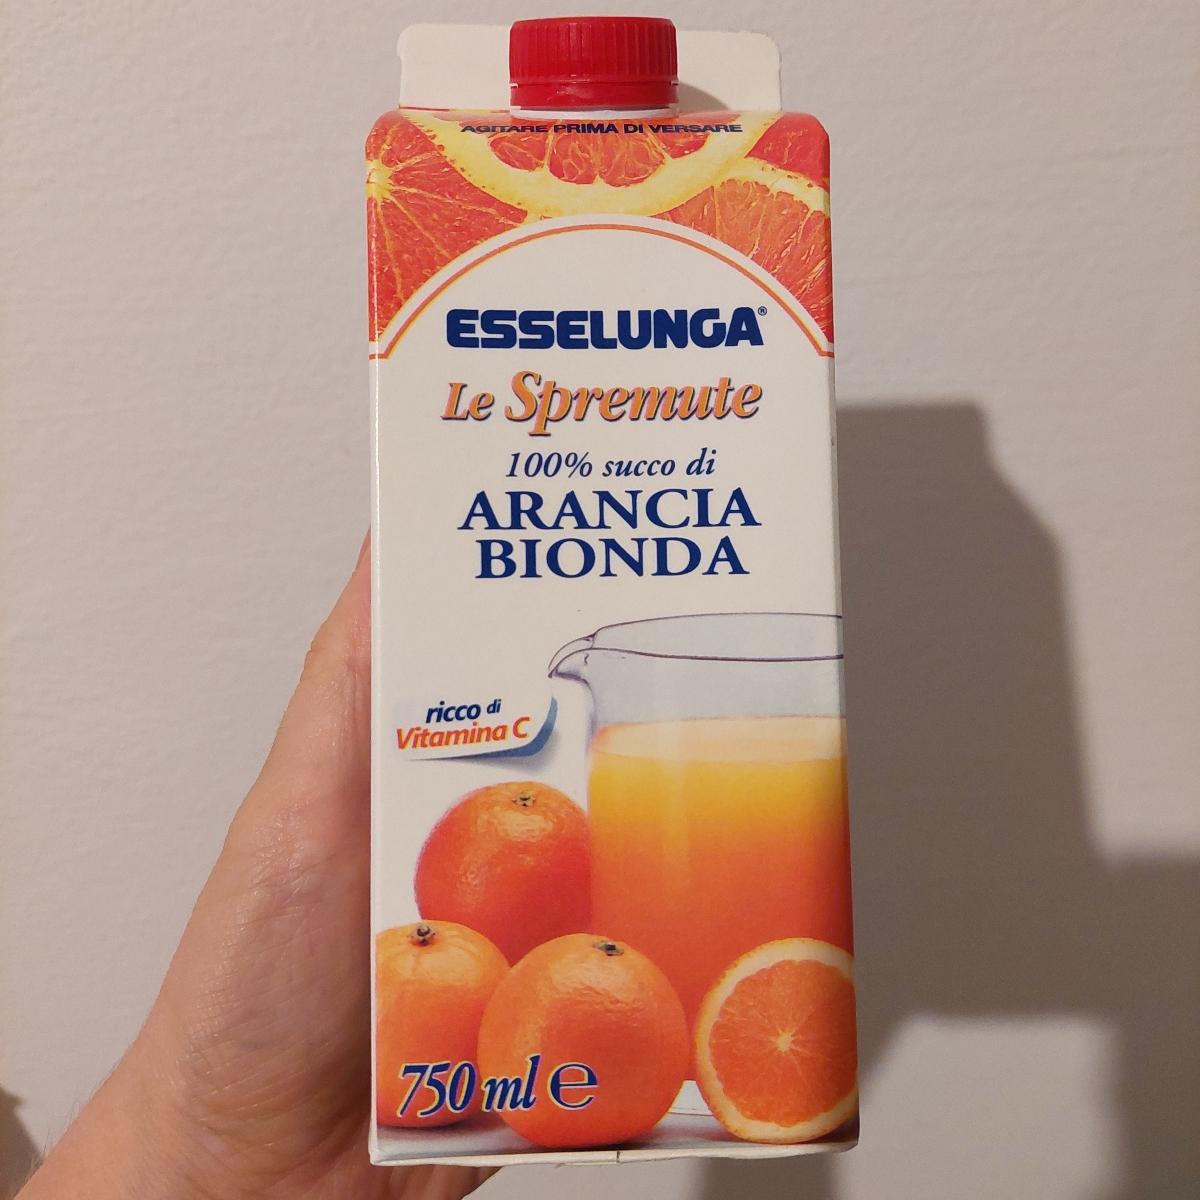 AGITARE PRIMA DI VERSARE
ESSELUNGA®
Le Spremute
100% succo di
ARANCIA
BIONDA
ricco di
Vitamina C
750 ml ℮